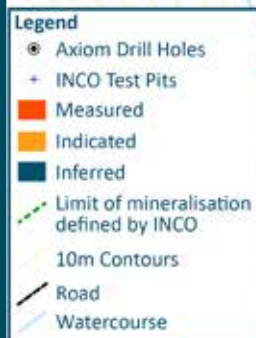 Legend
Axiom Drill Holes
INCO Test Pits
Measured
Indicated
Inferred
Limit of mineralisation
defined by INCO
10m Contours
Road
Watercourse